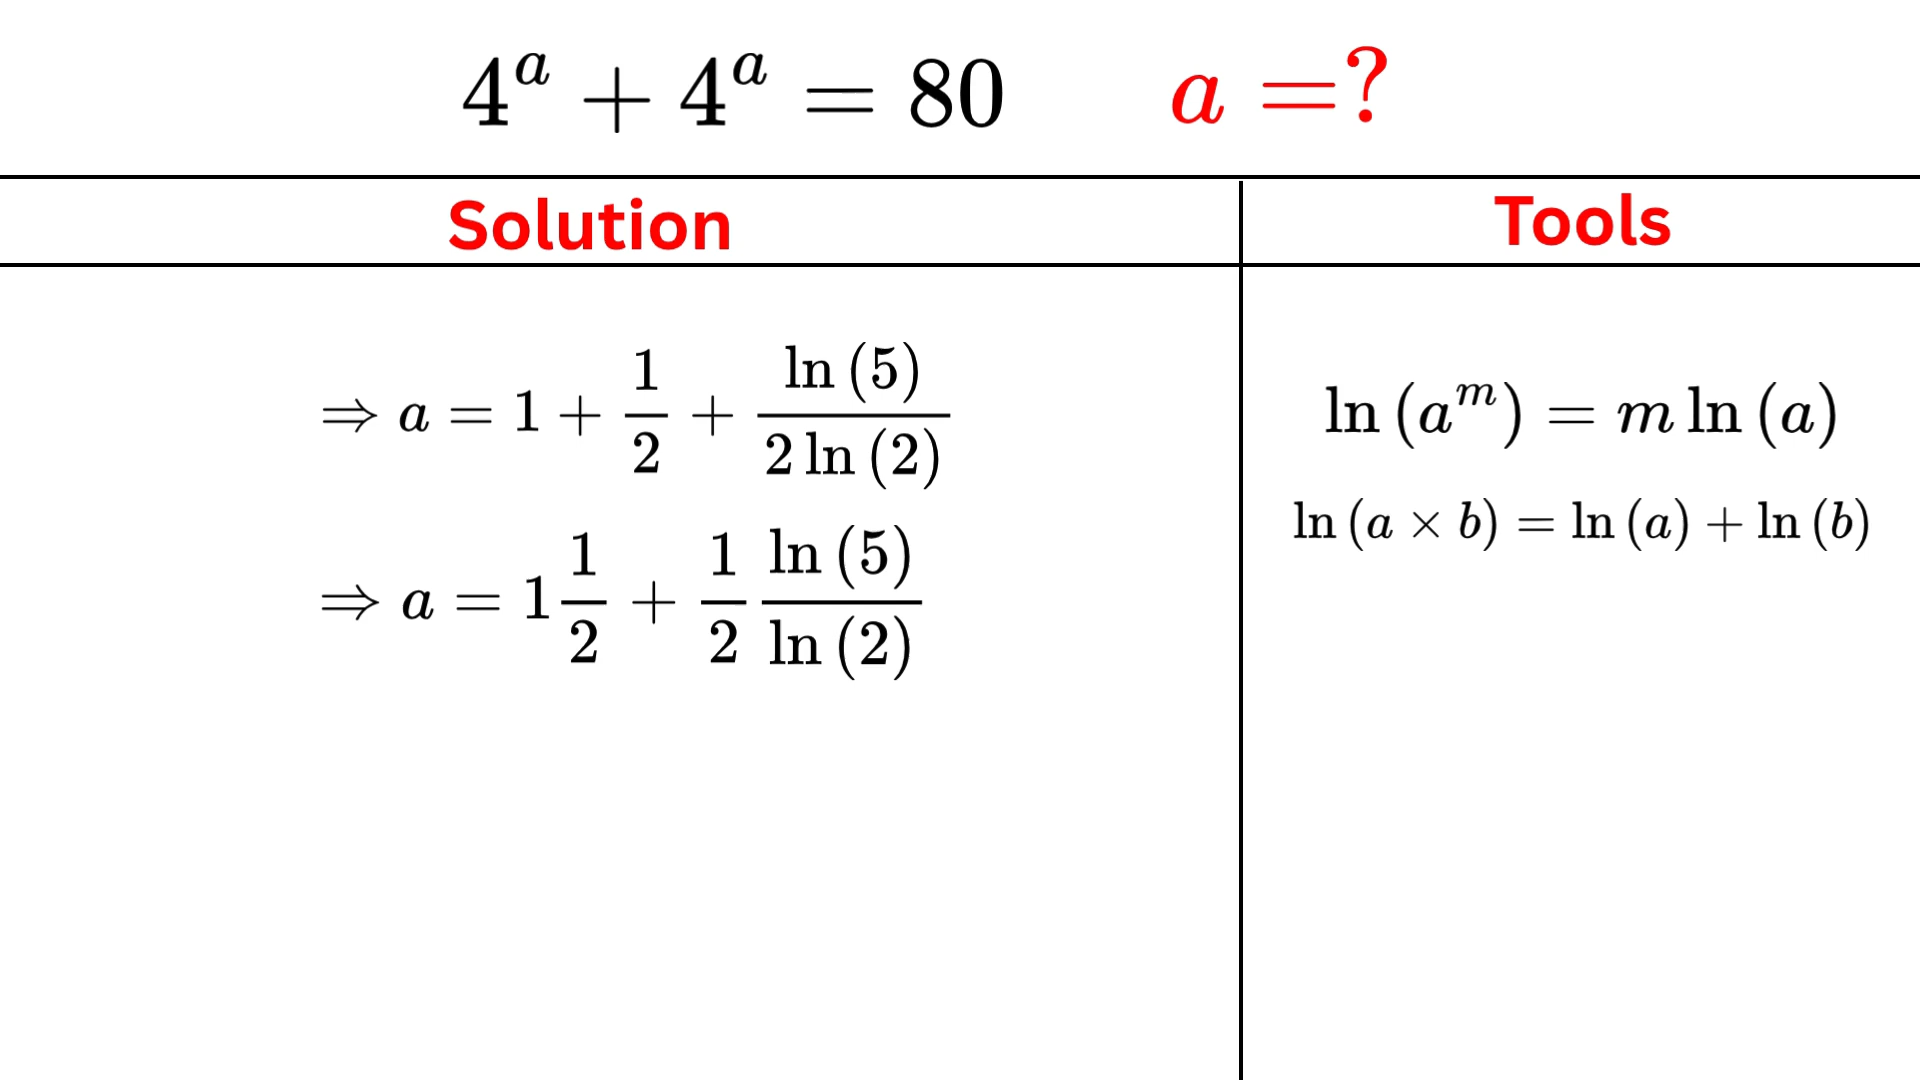 4^a + 4^a = 80 a =?
Solution
Tools
⇒ a = 1 + 1/2 + ln (5)/2 ln (2)
⇒ a = 1 1/2 + 1/2 ln (5)/ln (2)
ln (a^m) = m ln (a)
ln (a × b) = ln (a) + ln (b)